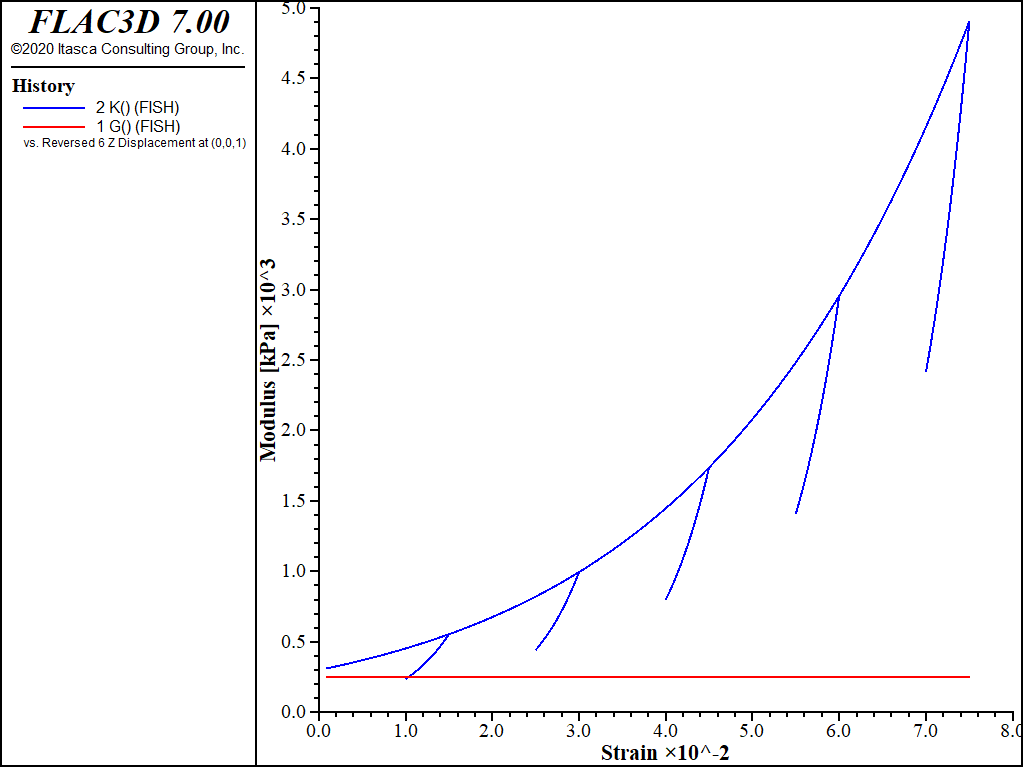 FLAC3D 7.00
©2020 Itasca Consulting Group, Inc.
History
2 K() (FISH)
1 G() (FISH)
vs. Reversed 6 Z Displacement at (0,0,1)
Modulus [kPa] ×10^3
5.0
4.5
4.0
3.5
3.0
2.5
2.0
1.5
1.0
0.5
0.0
0.0 1.0 2.0 3.0 4.0 5.0 6.0 7.0 8.0
Strain ×10^-2